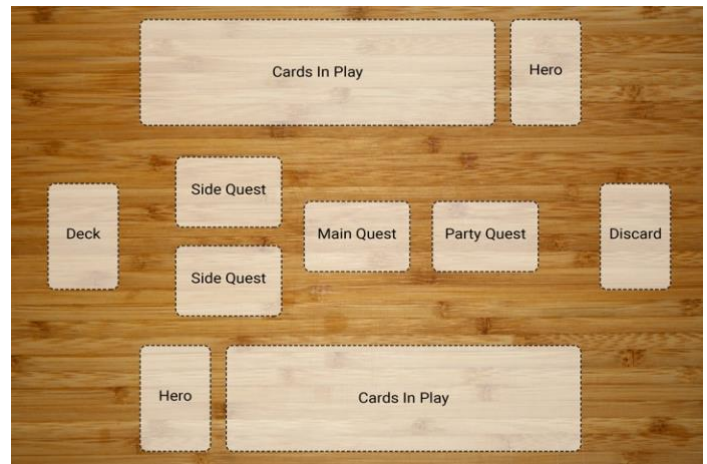 Cards In Play
Hero
Side Quest
Deck
Main Quest
Party Quest
Discard
Side Quest
Hero
Cards In Play